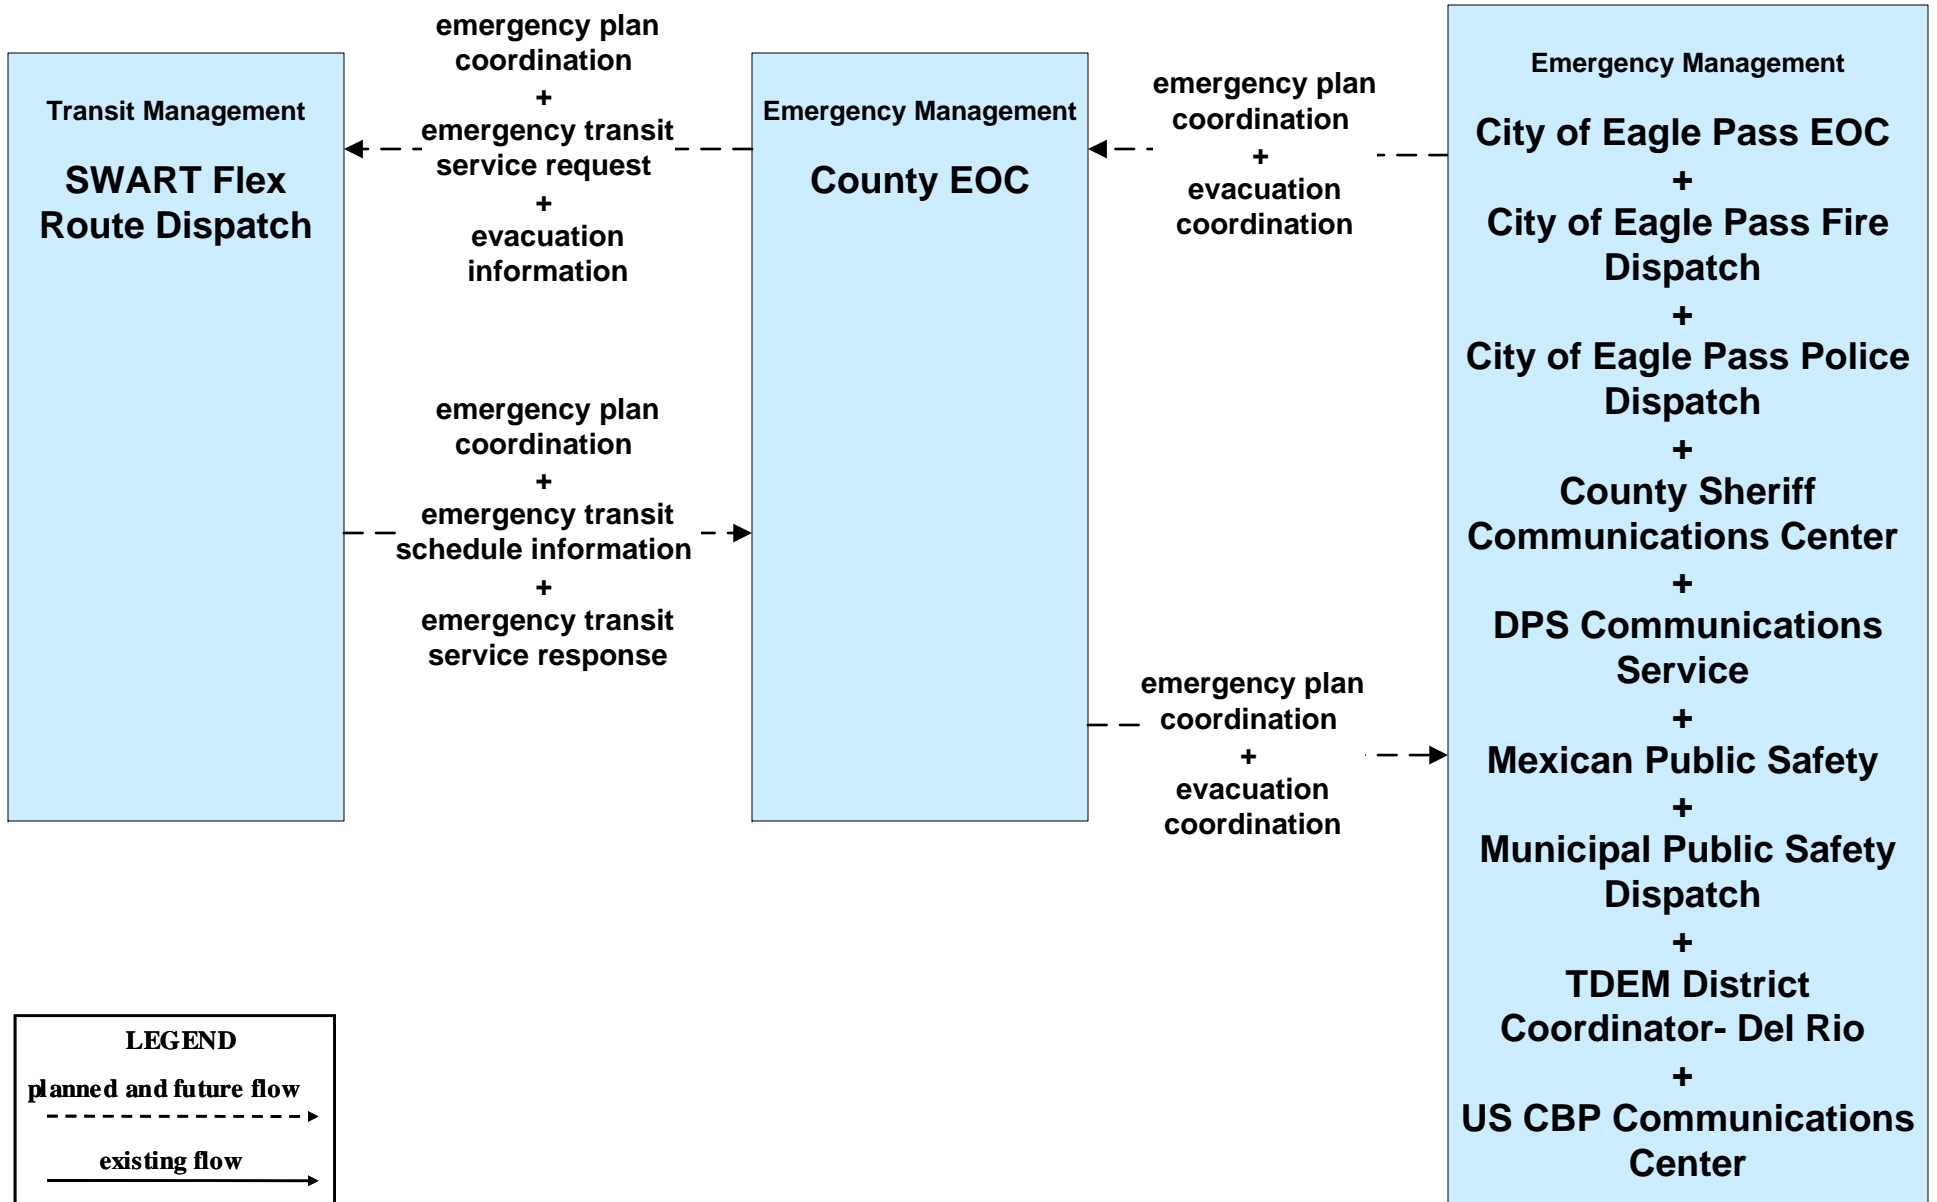 Transit Management
SWART Flex
Route Dispatch
emergency plan
coordination
+
emergency transit
service request
+
evacuation
information
emergency plan
coordination
+
emergency transit
schedule information
+
emergency transit
service response
Emergency Management
County EOC
emergency plan
coordination
+
evacuation
coordination
emergency plan
coordination
+
evacuation
coordination
Emergency Management
City of Eagle Pass EOC
+
City of Eagle Pass Fire
Dispatch
+
City of Eagle Pass Police
Dispatch
+
County Sheriff
Communications Center
+
DPS Communications
Service
+
Mexican Public Safety
+
Municipal Public Safety
Dispatch
+
TDEM District
Coordinator- Del Rio
+
US CBP Communications
Center
LEGEND
planned and future flow
existing flow